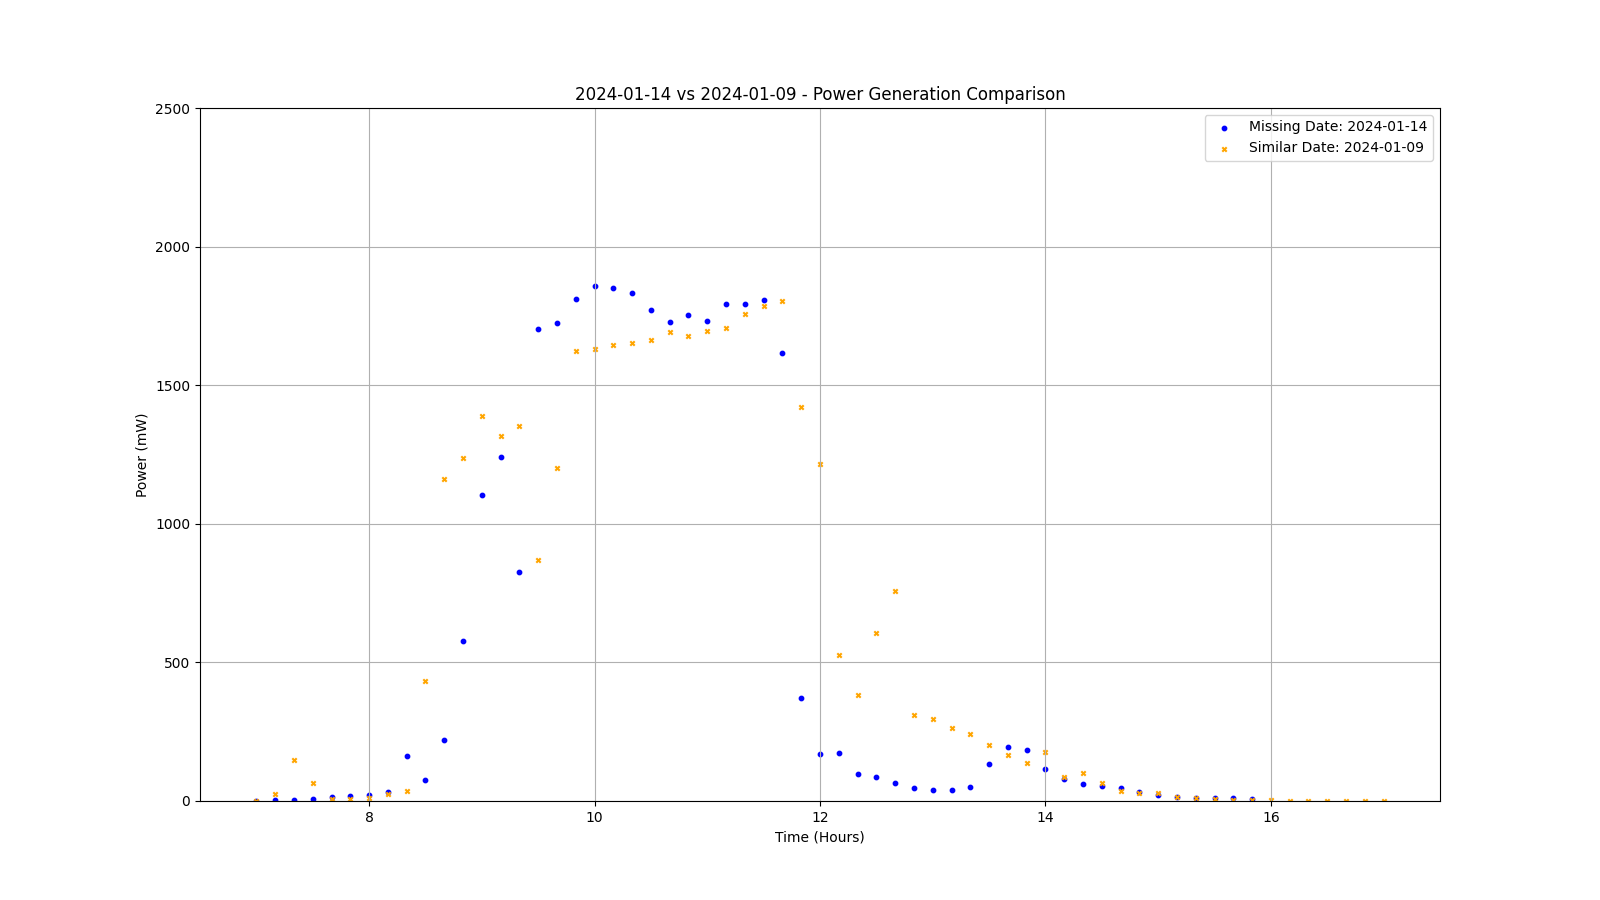 2024-01-14 vs 2024-01-09 - Power Generation Comparison
2500
2000
1500
1000
500
0
Power (mW)
Missing Date: 2024-01-14
Similar Date: 2024-01-09
8
10
12
14
16
Time (Hours)